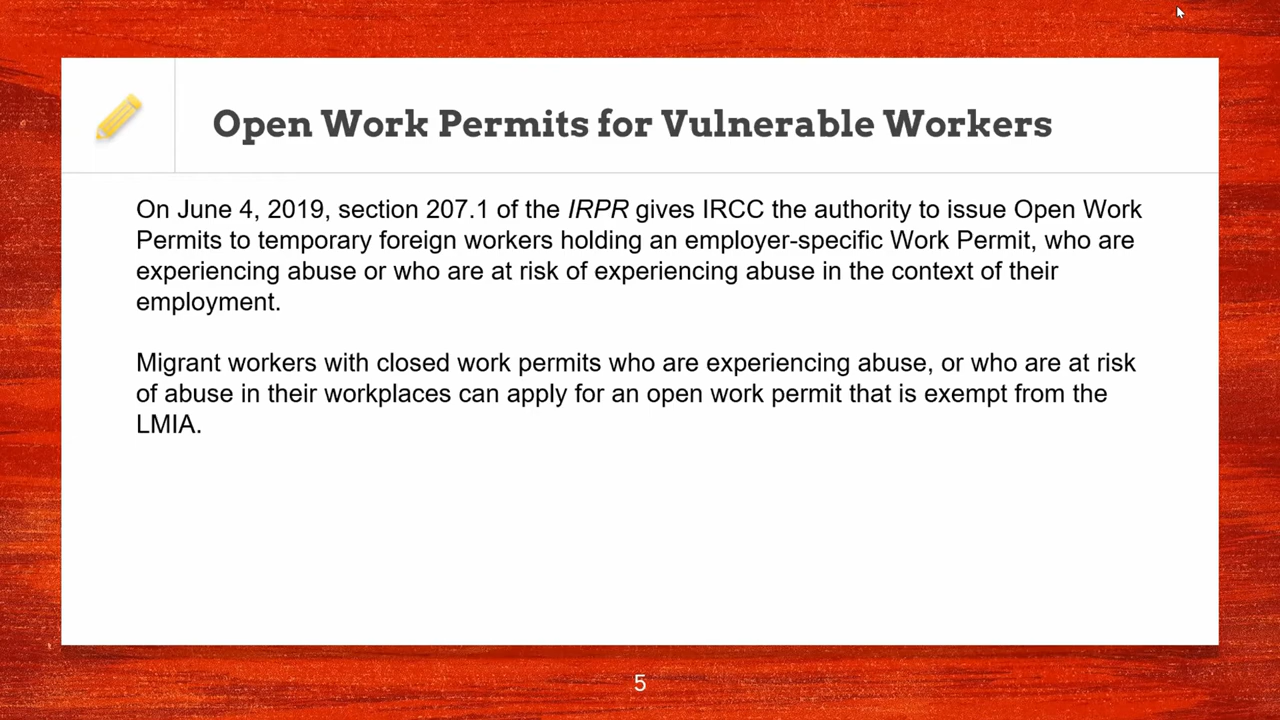 Open Work Permits for Vulnerable Workers
On June 4, 2019, section 207.1 of the IRPR gives IRCC the authority to issue Open Work
Permits to temporary foreign workers holding an employer-specific Work Permit, who are
experiencing abuse or who are at risk of experiencing abuse in the context of their
employment.
Migrant workers with closed work permits who are experiencing abuse, or who are at risk
of abuse in their workplaces can apply for an open work permit that is exempt from the
LMIA.
5